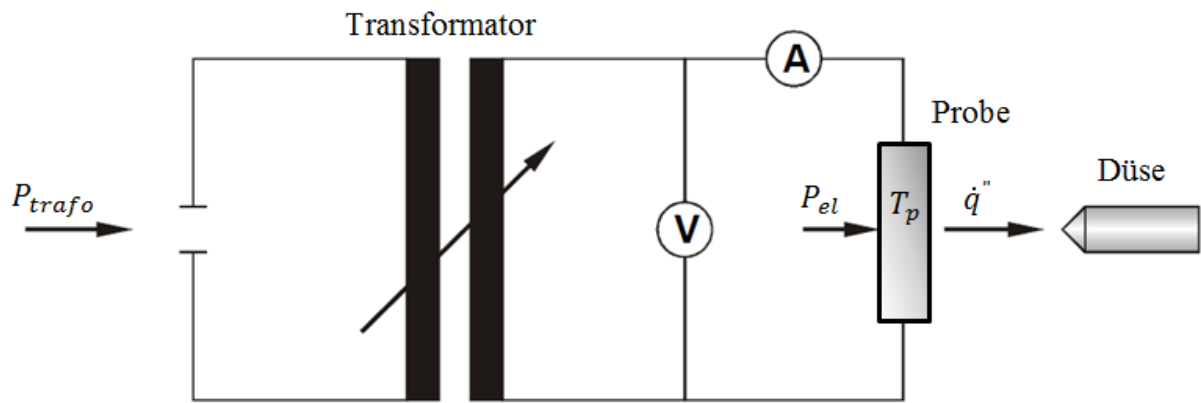 Transformator
A
Probe
Düse
P_trafo
P_el
T_p
q̇"
V